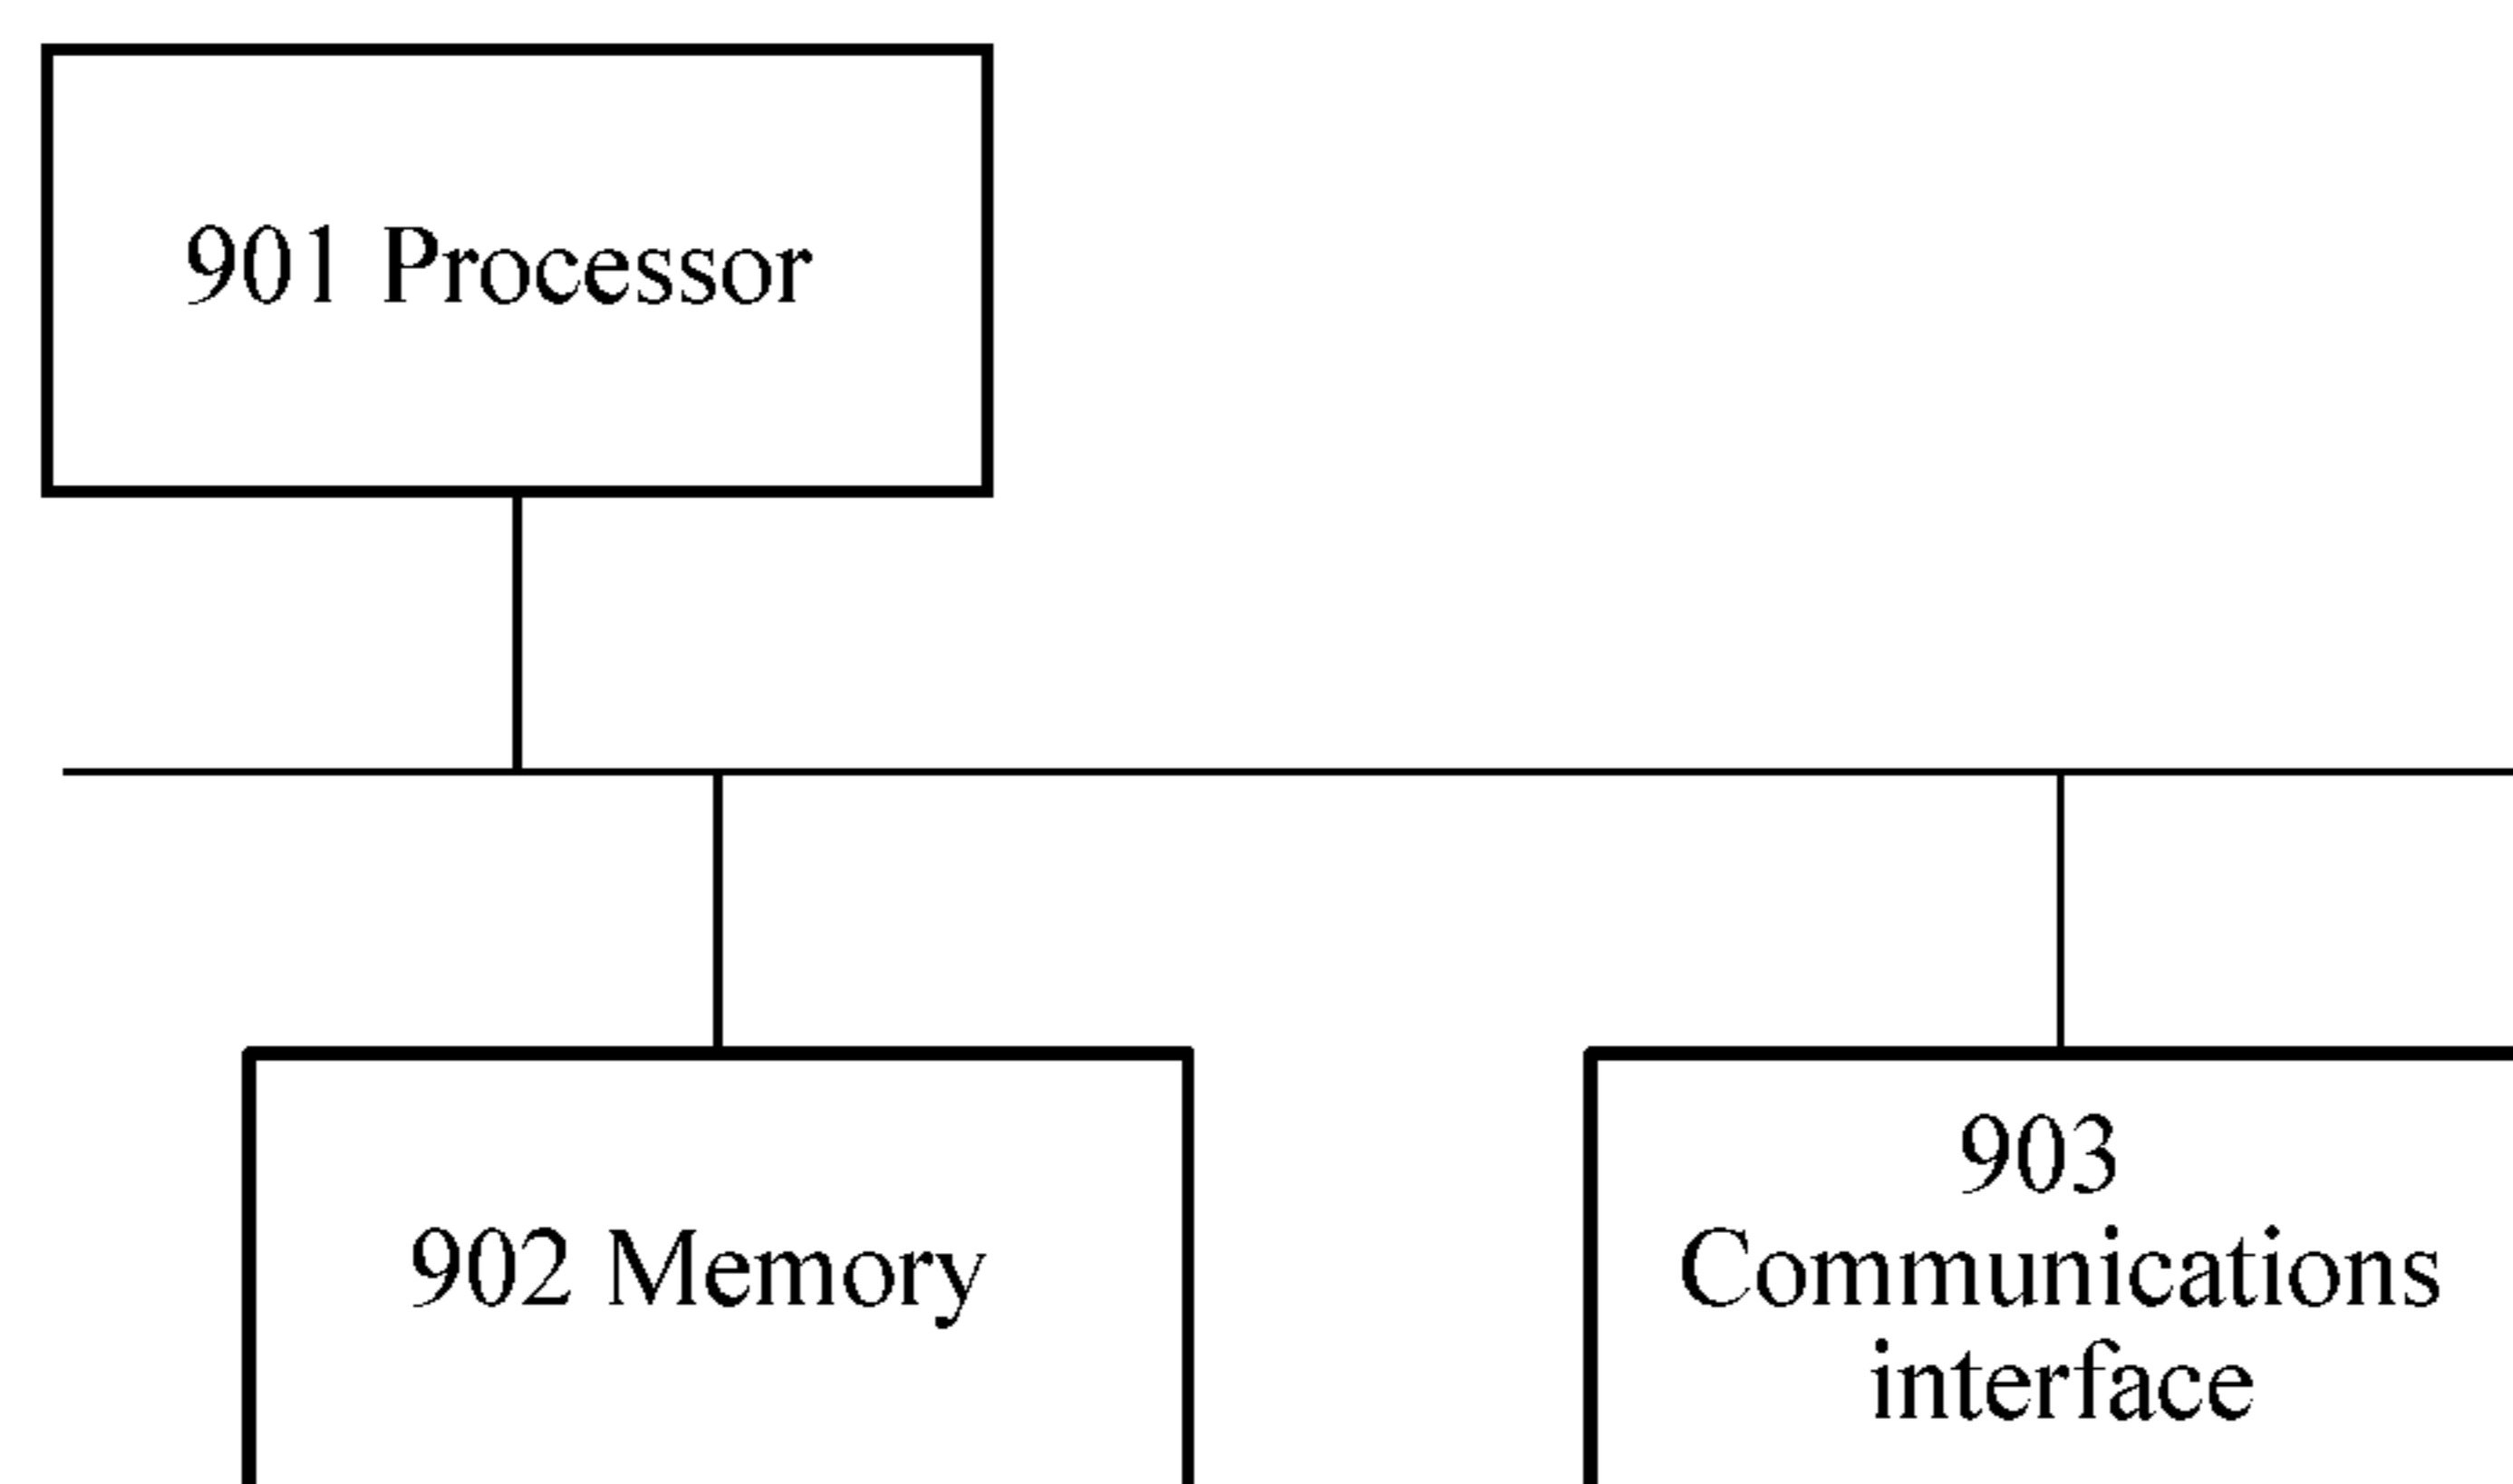 901 Processor
902 Memory
903
Communications
interface